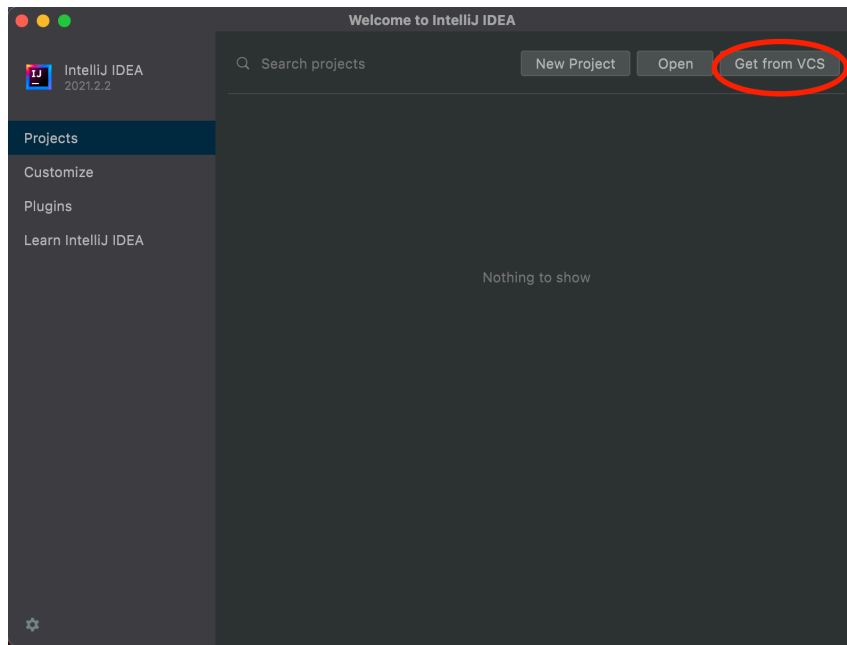 Welcome to IntelliJ IDEA
IJ
IntelliJ IDEA
2021.2.2
Search projects
New Project
Open
Get from VCS
Projects
Customize
Plugins
Learn IntelliJ IDEA
Nothing to show